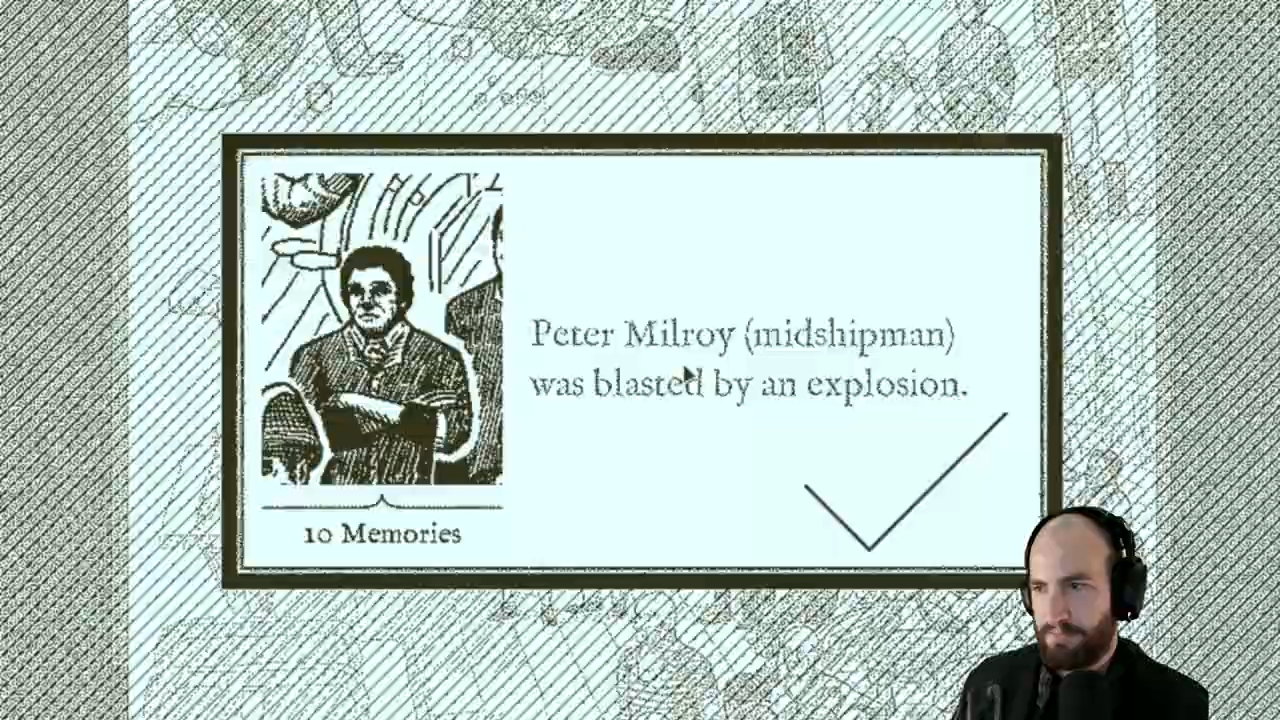 Peter Milroy (midshipman)
was blasted by an explosion.
10 Memories